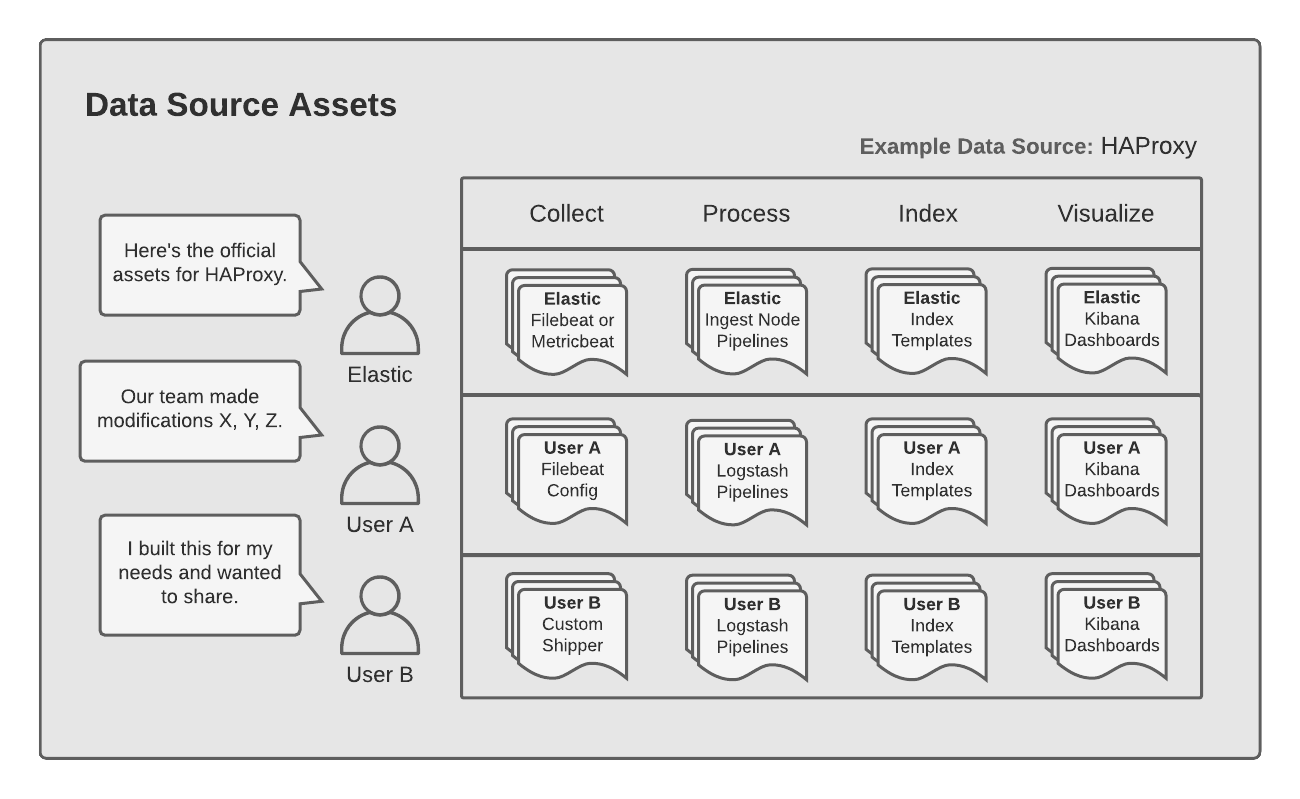 Data Source Assets
Example Data Source: HAProxy
Collect
Process
Index
Visualize
Here's the official
assets for HAProxy.
Elastic
Elastic
Filebeat or
Metricbeat
Elastic
Ingest Node
Pipelines
Elastic
Index
Templates
Elastic
Kibana
Dashboards
Our team made
modifications X, Y, Z.
User A
User A
Filebeat
Config
User A
Logstash
Pipelines
User A
Index
Templates
User A
Kibana
Dashboards
I built this for my
needs and wanted
to share.
User B
User B
Custom
Shipper
User B
Logstash
Pipelines
User B
Index
Templates
User B
Kibana
Dashboards